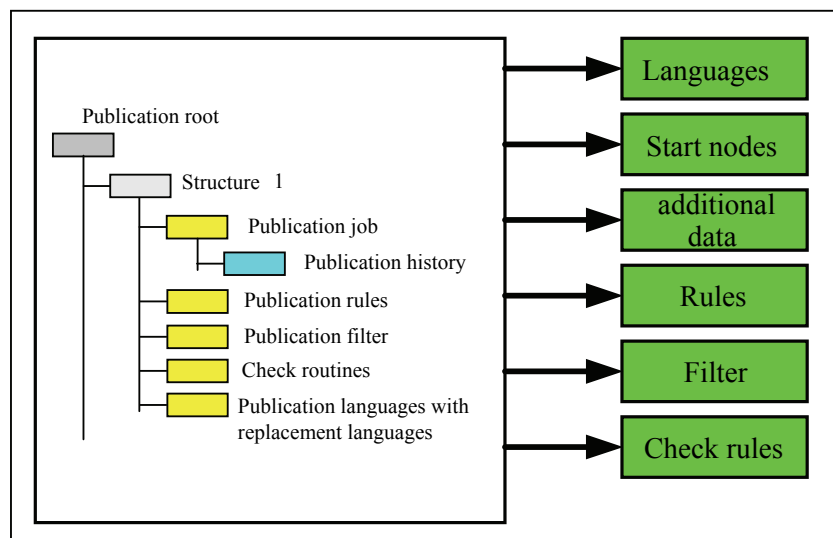 Publication root
Structure 1
Publication job
Publication history
Publication rules
Publication filter
Check routines
Publication languages with
replacement languages
Languages
Start nodes
additional
data
Rules
Filter
Check rules